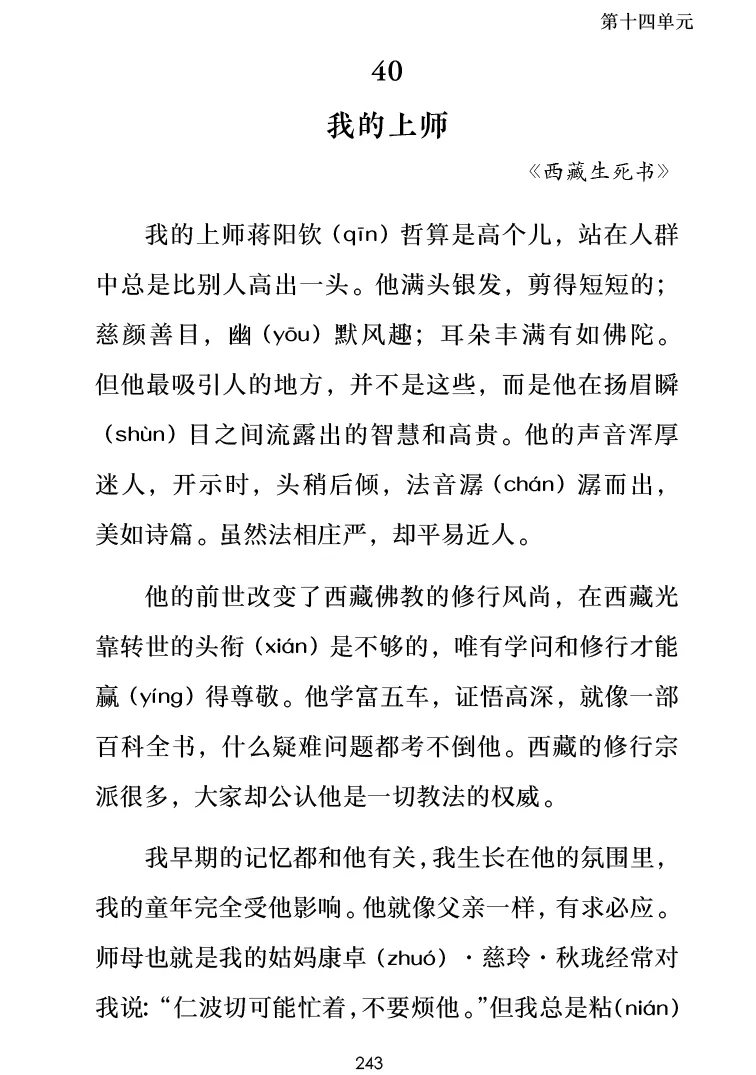 第十四单元
40
我的上师
《西藏生死书》
我的上师蒋阳钦（qīn）哲算是高个儿，站在人群
中总是比别人高出一头。他满头银发，剪得短短的；
慈颜善目，幽（yōu）默风趣；耳朵丰满有如佛陀。
但他最吸引人的地方，并不是这些，而是他在扬眉瞬
（shùn）目之间流露出的智慧和高贵。他的声音浑厚
迷人，开示时，头稍后倾，法音潺（chán）潺而出，
美如诗篇。虽然法相庄严，却平易近人。
他的前世改变了西藏佛教的修行风尚，在西藏光
靠转世的头衔（xián）是不够的，唯有学问和修行才能
赢（yíng）得尊敬。他学富五车，证悟高深，就像一部
百科全书，什么疑难问题都考不倒他。西藏的修行宗
派很多，大家却公认他是一切教法的权威。
我早期的记忆都和他有关，我生长在他的氛围里，
我的童年完全受他影响。他就像父亲一样，有求必应。
师母也就是我的姑妈康卓（zhuó）·慈玲·秋珑经常对
我说：“仁波切可能忙着，不要烦他。”但我总是粘(nián)
243